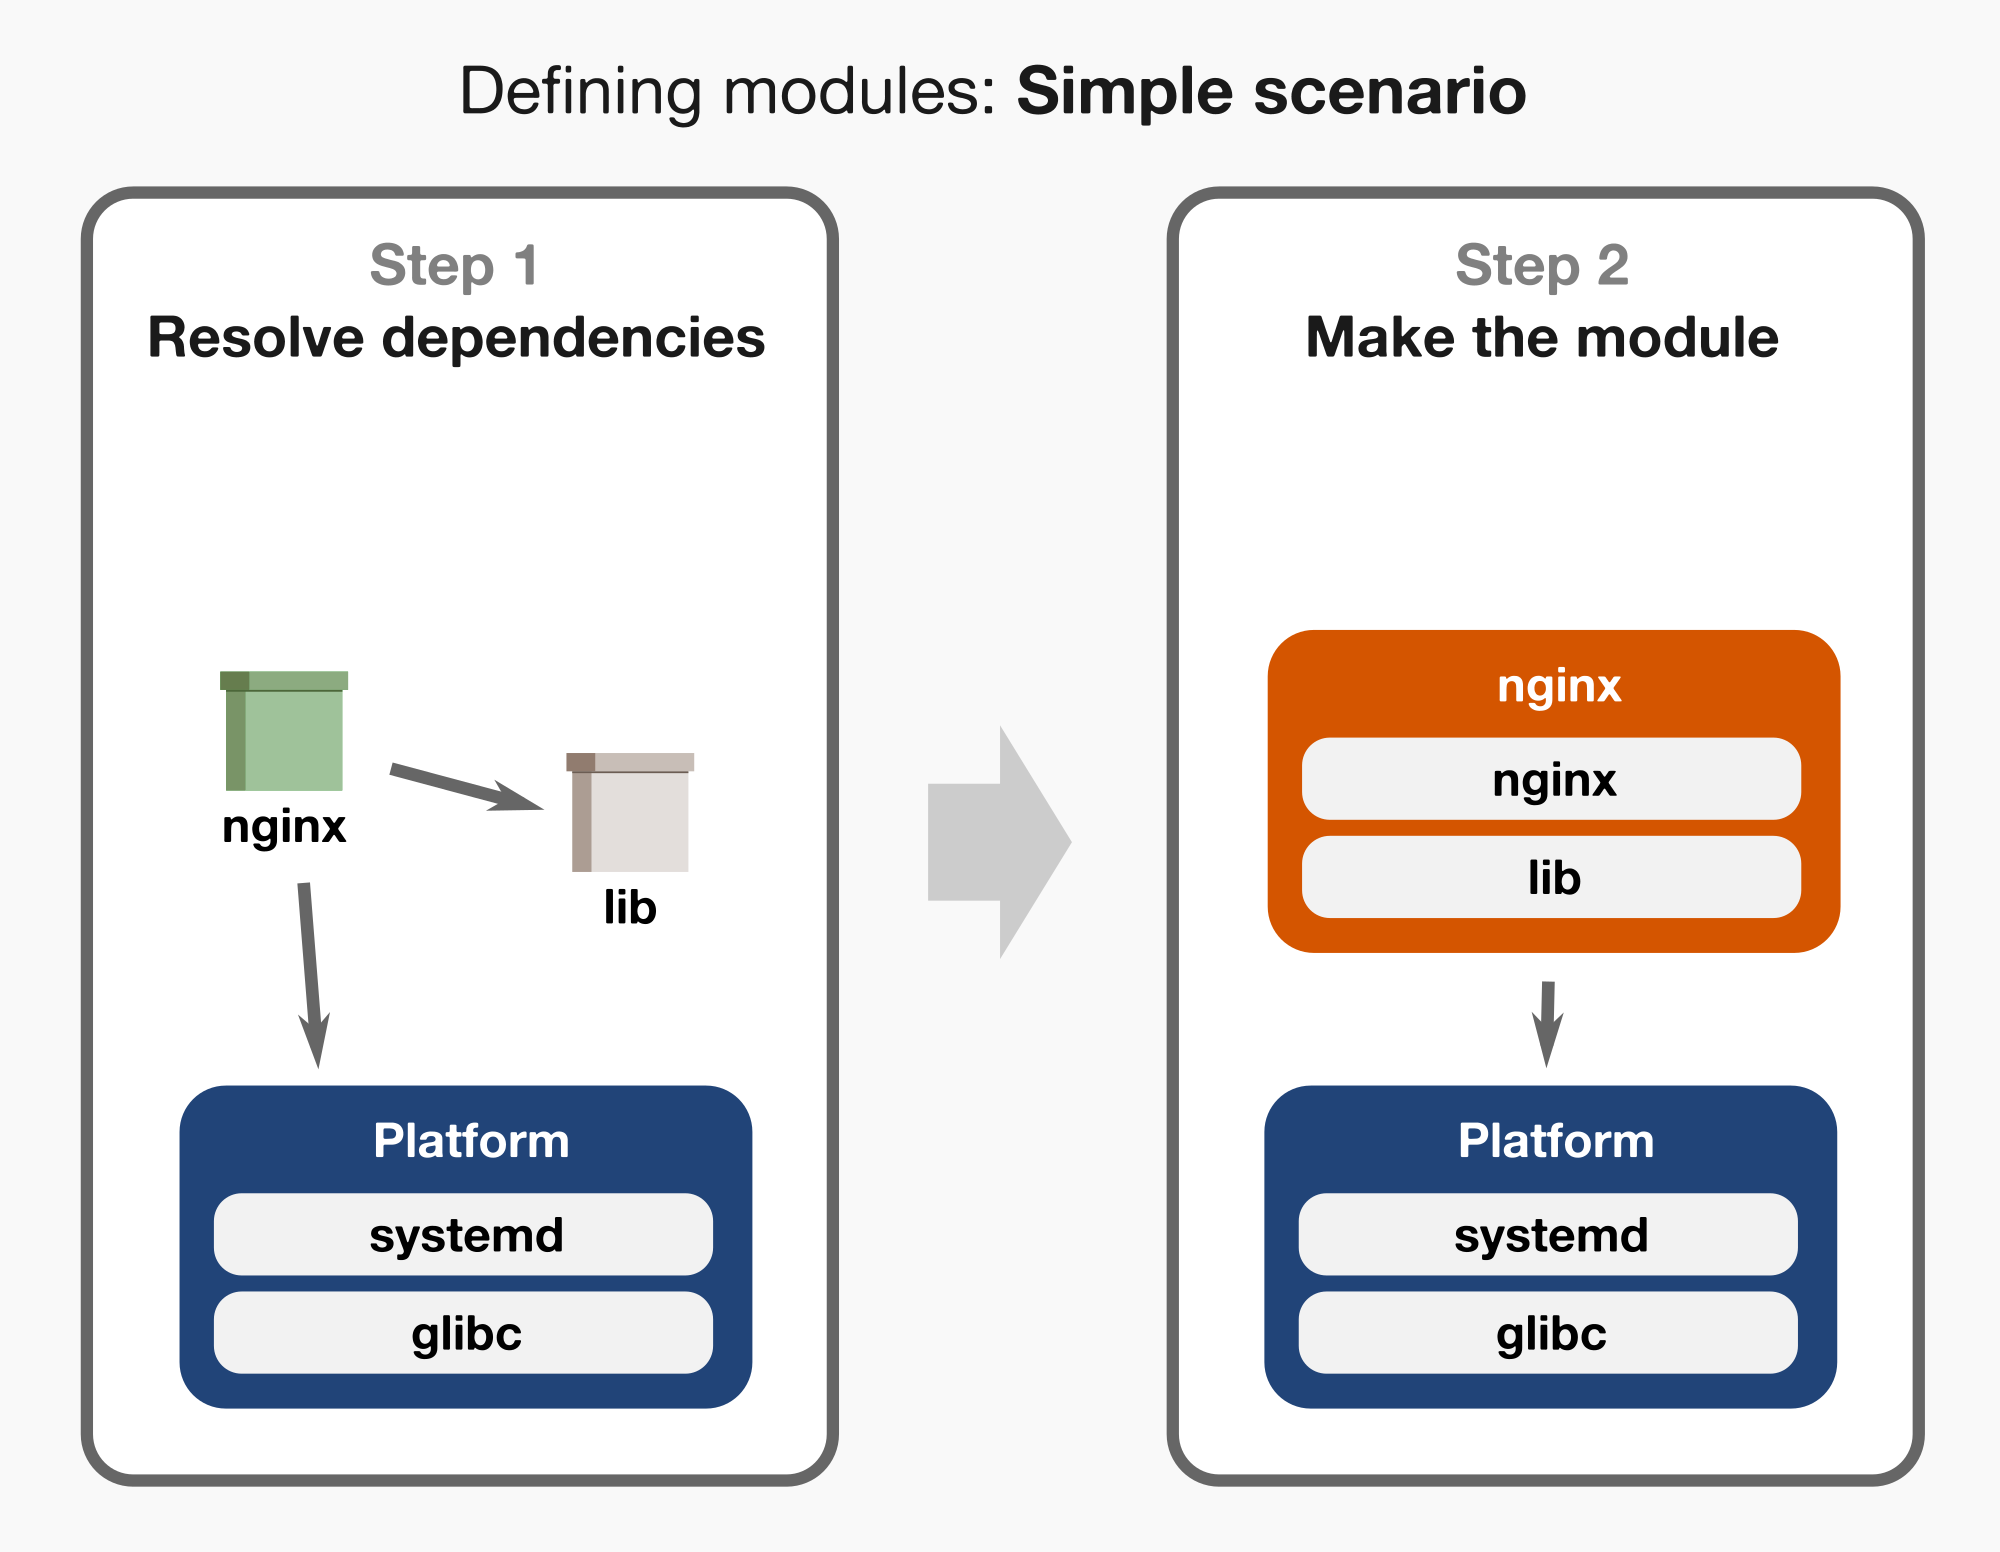 Defining modules: Simple scenario
Step 1
Resolve dependencies
nginx
lib
Platform
systemd
glibc
Step 2
Make the module
nginx
nginx
lib
Platform
systemd
glibc